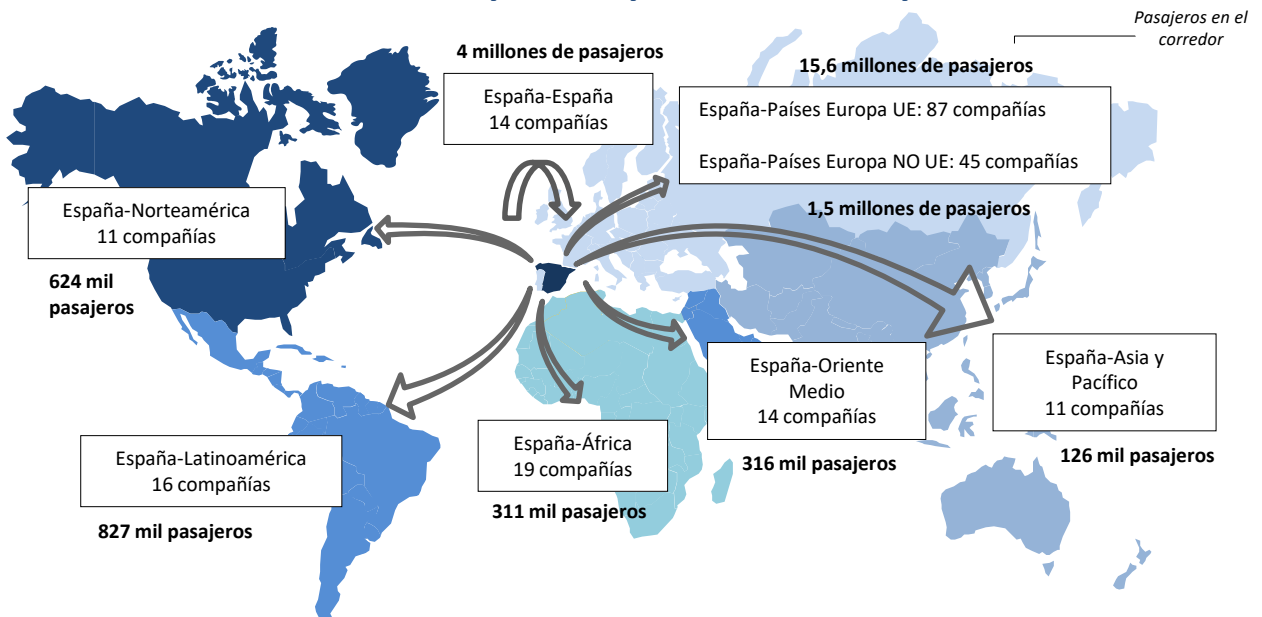 Pasajeros en el
corredor
4 millones de pasajeros
España-España
14 compañías
15,6 millones de pasajeros
España-Países Europa UE: 87 compañías
España-Países Europa NO UE: 45 compañías
1,5 millones de pasajeros
España-Norteamérica
11 compañías
624 mil
pasajeros
España-Oriente
Medio
14 compañías
316 mil pasajeros
España-Asia y
Pacífico
11 compañías
126 mil pasajeros
España-África
19 compañías
311 mil pasajeros
España-Latinoamérica
16 compañías
827 mil pasajeros